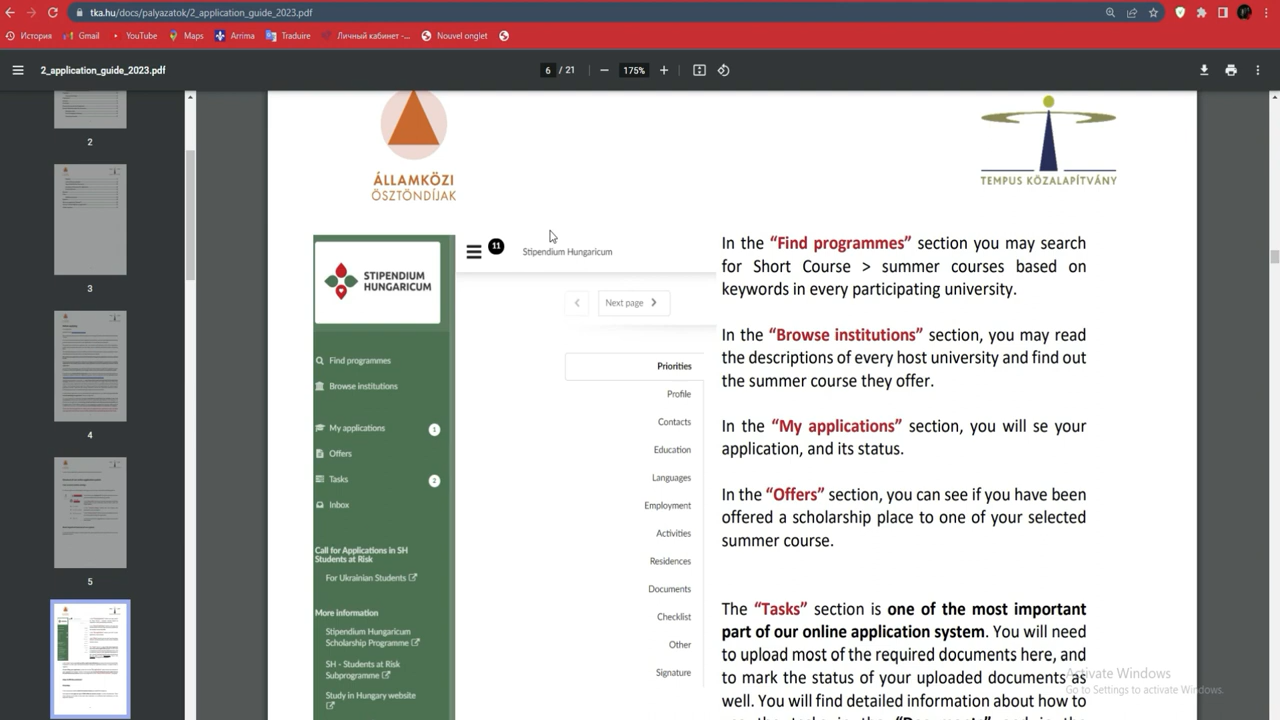 tka.hu/docs/palyazatok/2_application_guide_2023.pdf
История Gmail YouTube Maps Arrima Traduire Личный кабинет -... Nouvel onglet
2_application_guide_2023.pdf
6 / 21
175%
2
3
4
5
ÁLLAMKÖZI
ÖSZTÖNDÍJAK
TEMPUS KÖZALAPÍTVÁNY
STIPENDIUM
HUNGARICUM
Find programmes
Browse institutions
My applications 1
Offers
Tasks 2
Inbox
Call for Applications in SH
Students at Risk
For Ukrainian Students
More information
Stipendium Hungaricum
Scholarship Programme
SH - Students at Risk
Subprogramme
Study in Hungary website
11
Stipendium Hungaricum
Next page
Priorities
Profile
Contacts
Education
Languages
Employment
Activities
Residences
Documents
Checklist
Other
Signature
In the “Find programmes” section you may search
for Short Course > summer courses based on
keywords in every participating university.
In the “Browse institutions” section, you may read
the descriptions of every host university and find out
the summer course they offer.
In the “My applications” section, you will se your
application, and its status.
In the “Offers” section, you can see if you have been
offered a scholarship place to one of your selected
summer course.
The “Tasks” section is one of the most important
part of our online application system. You will need
to upload most of the required documents here, and
to mark the status of your uploaded documents as
well. You will find detailed information about how to
Activate Windows
Go to Settings to activate Windows.